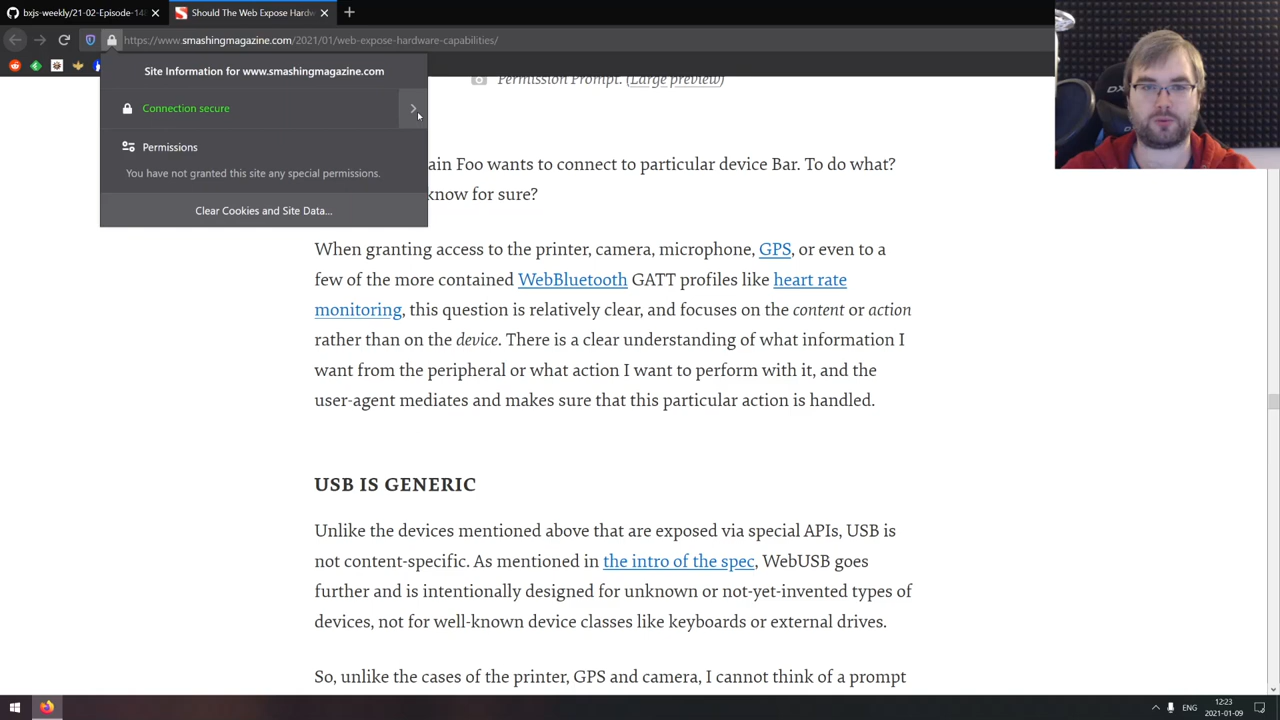 bxjs-weekly/21-02-Episode-148
Should The Web Expose Hardw
https://www.smashingmagazine.com/2021/01/web-expose-hardware-capabilities/
Site Information for www.smashingmagazine.com
Connection secure
Permissions
You have not granted this site any special permissions.
Clear Cookies and Site Data...
Permission Prompt. (Large preview)
ain Foo wants to connect to particular device Bar. To do what?
know for sure?
When granting access to the printer, camera, microphone, GPS, or even to a
few of the more contained WebBluetooth GATT profiles like heart rate
monitoring, this question is relatively clear, and focuses on the content or action
rather than on the device. There is a clear understanding of what information I
want from the peripheral or what action I want to perform with it, and the
user-agent mediates and makes sure that this particular action is handled.
USB IS GENERIC
Unlike the devices mentioned above that are exposed via special APIs, USB is
not content-specific. As mentioned in the intro of the spec, WebUSB goes
further and is intentionally designed for unknown or not-yet-invented types of
devices, not for well-known device classes like keyboards or external drives.
So, unlike the cases of the printer, GPS and camera, I cannot think of a prompt
ENG
12:23
2021-01-09